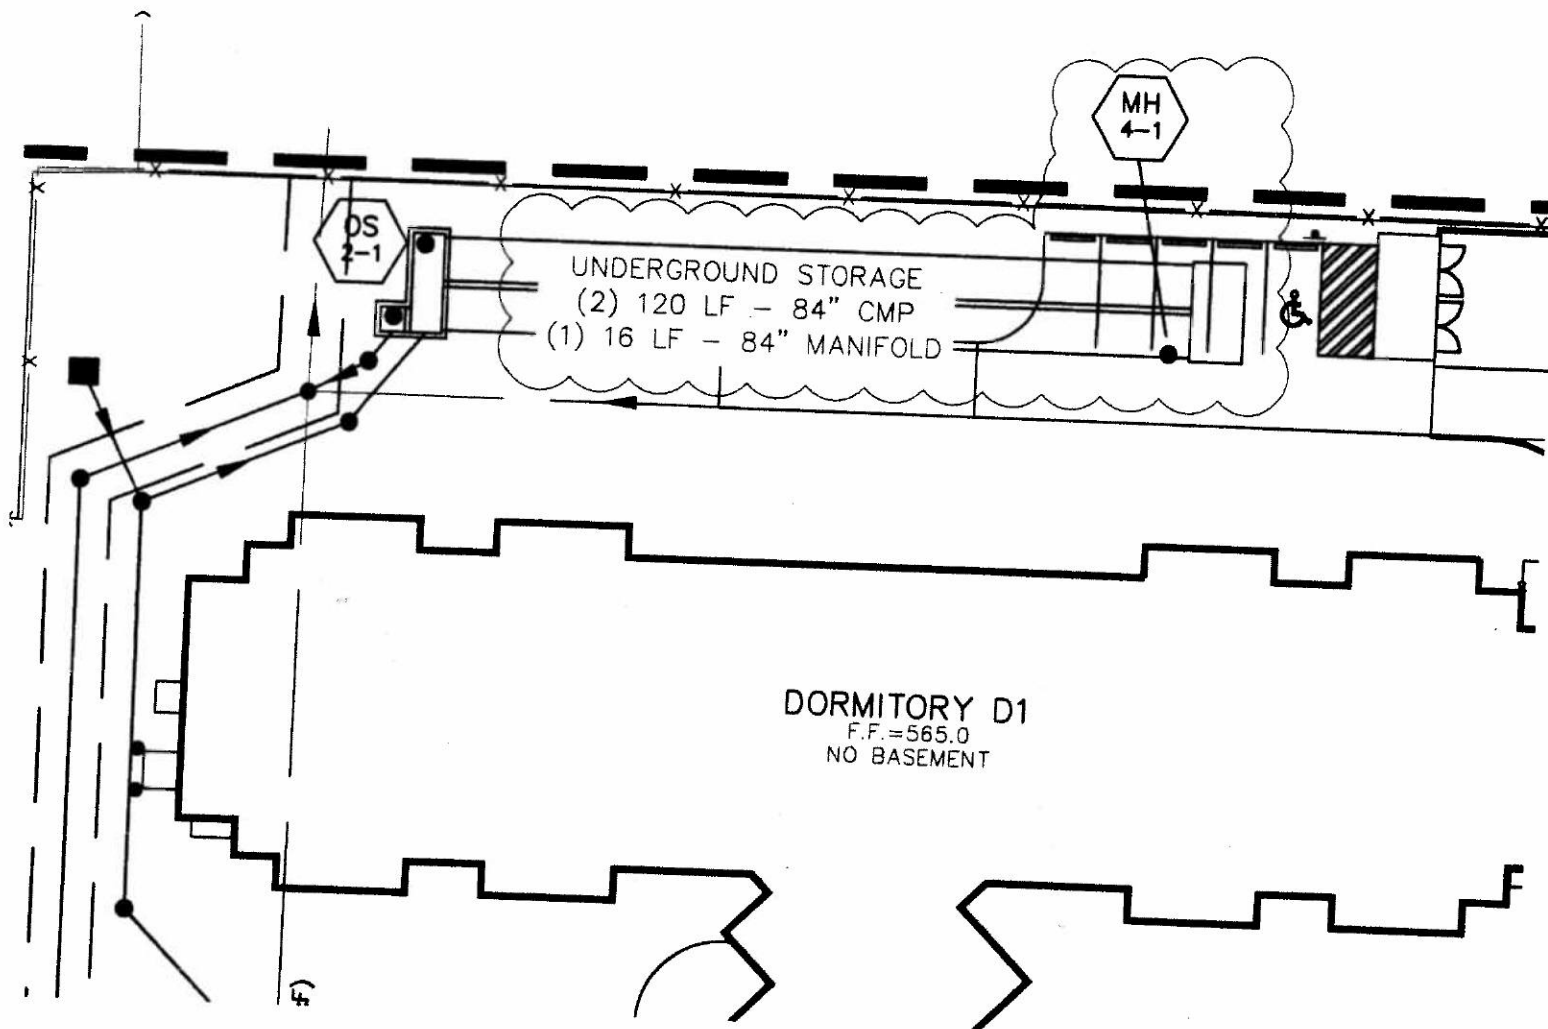 MH
4-1
OS
2-1
UNDERGROUND STORAGE
(2) 120 LF - 84" CMP
(1) 16 LF - 84" MANIFOLD
DORMITORY D1
F.F.=565.0
NO BASEMENT